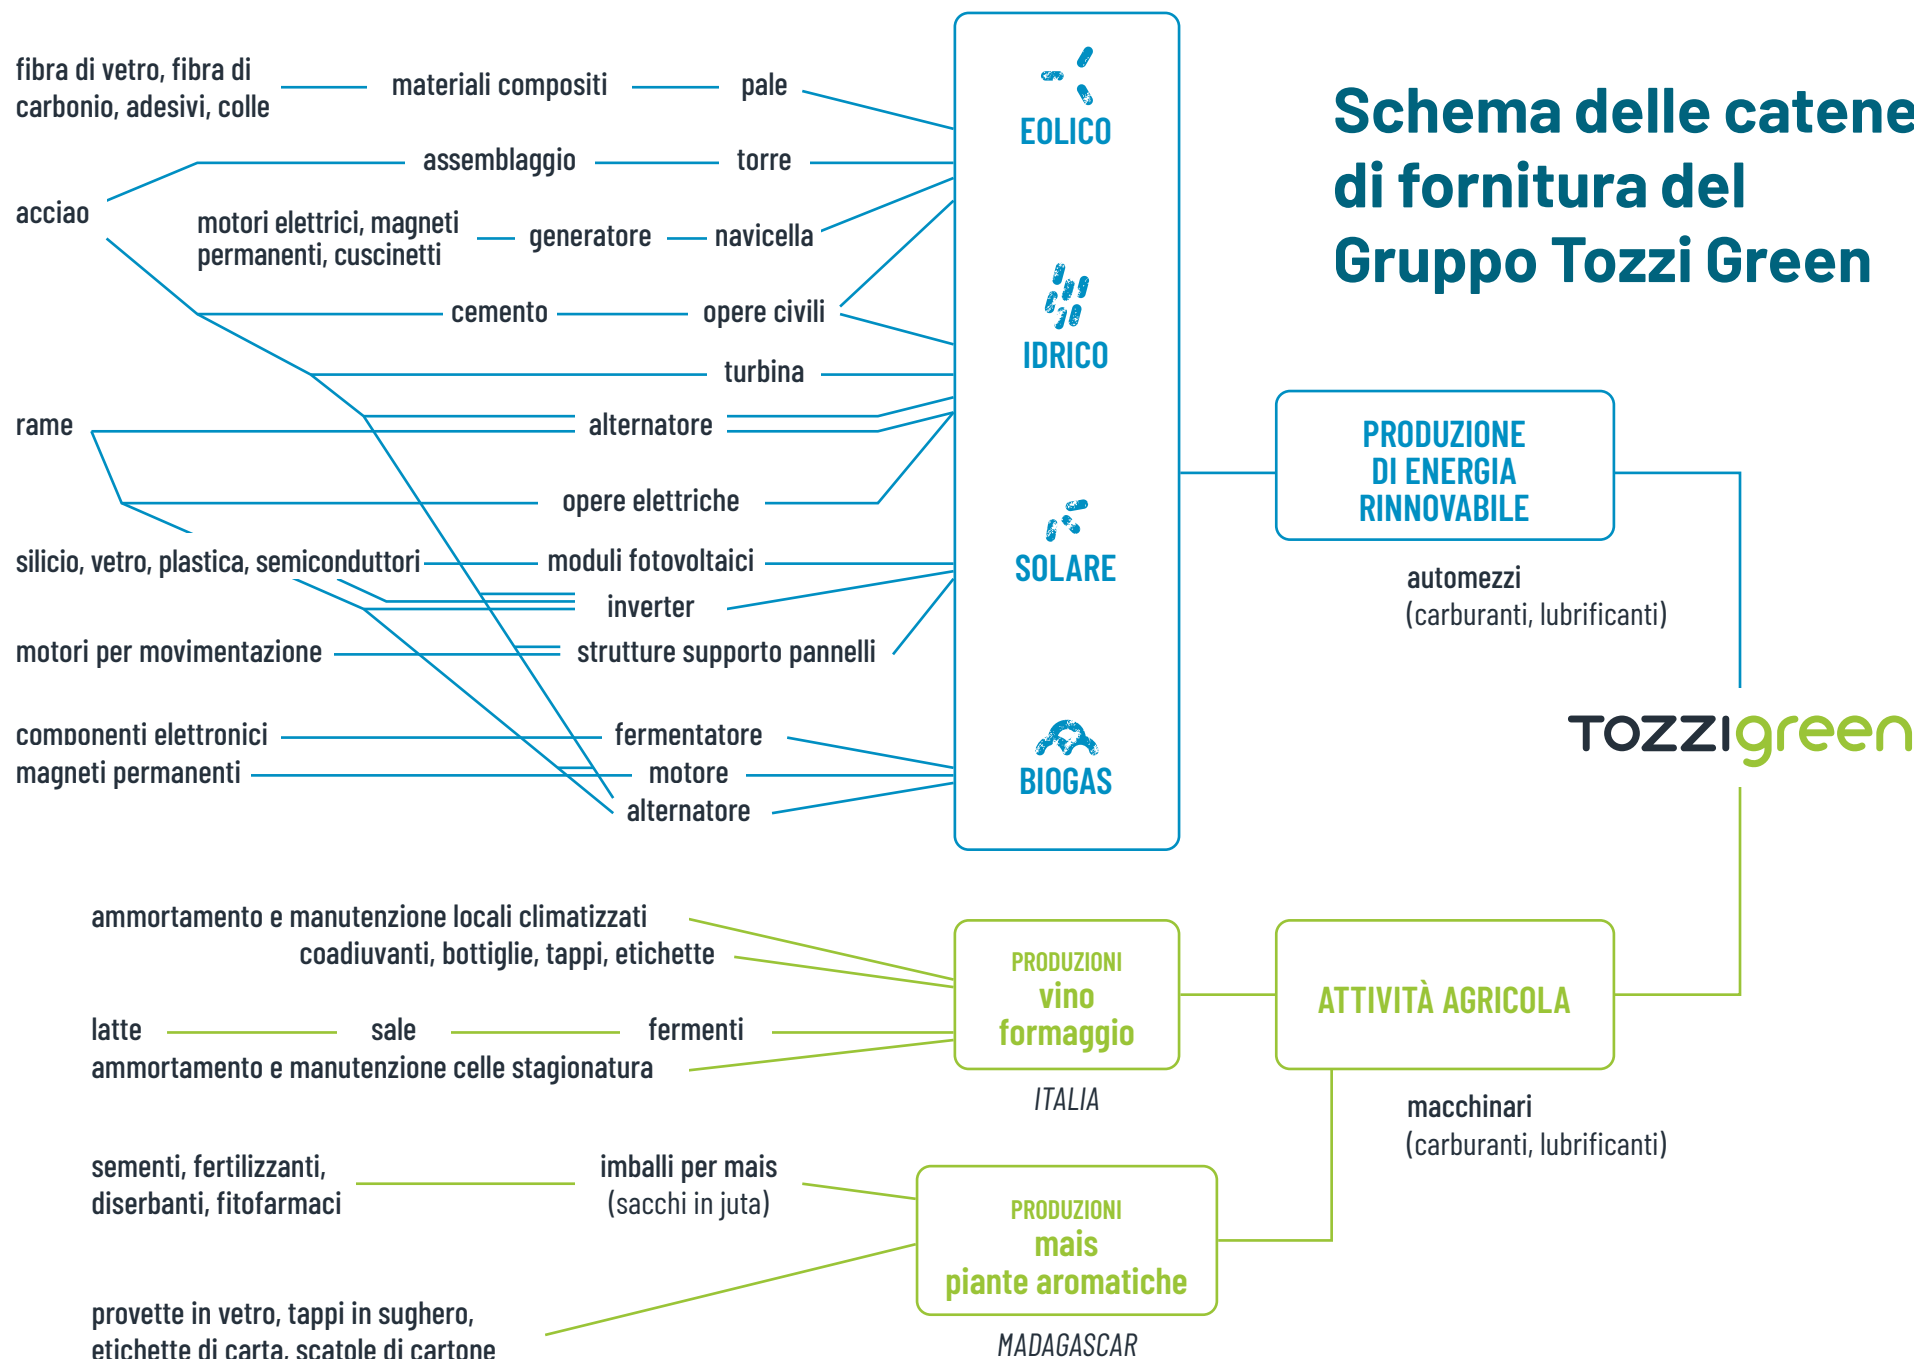 Schema delle catene
di fornitura del
Gruppo Tozzi Green
fibra di vetro, fibra di
carbonio, adesivi, colle
materiali compositi
pale
EOLICO
assemblaggio
torre
acciao
motori elettrici, magneti
permanenti, cuscinetti
generatore
navicella
cemento
opere civili
IDRICO
turbina
rame
alternatore
opere elettriche
silicio, vetro, plastica, semiconduttori
moduli fotovoltaici
SOLARE
inverter
motori per movimentazione
strutture supporto pannelli
componenti elettronici
fermentatore
magneti permanenti
motore
BIOGAS
alternatore
PRODUZIONE
DI ENERGIA
RINNOVABILE
automezzi
(carburanti, lubrificanti)
TOZZIgreen
ammortamento e manutenzione locali climatizzati
coadiuvanti, bottiglie, tappi, etichette
latte
sale
fermenti
ammortamento e manutenzione celle stagionatura
PRODUZIONI
vino
formaggio
ITALIA
ATTIVITÀ AGRICOLA
macchinari
(carburanti, lubrificanti)
sementi, fertilizzanti,
diserbanti, fitofarmaci
imballi per mais
(sacchi in juta)
PRODUZIONI
mais
piante aromatiche
MADAGASCAR
provette in vetro, tappi in sughero,
etichette di carta, scatole di cartone